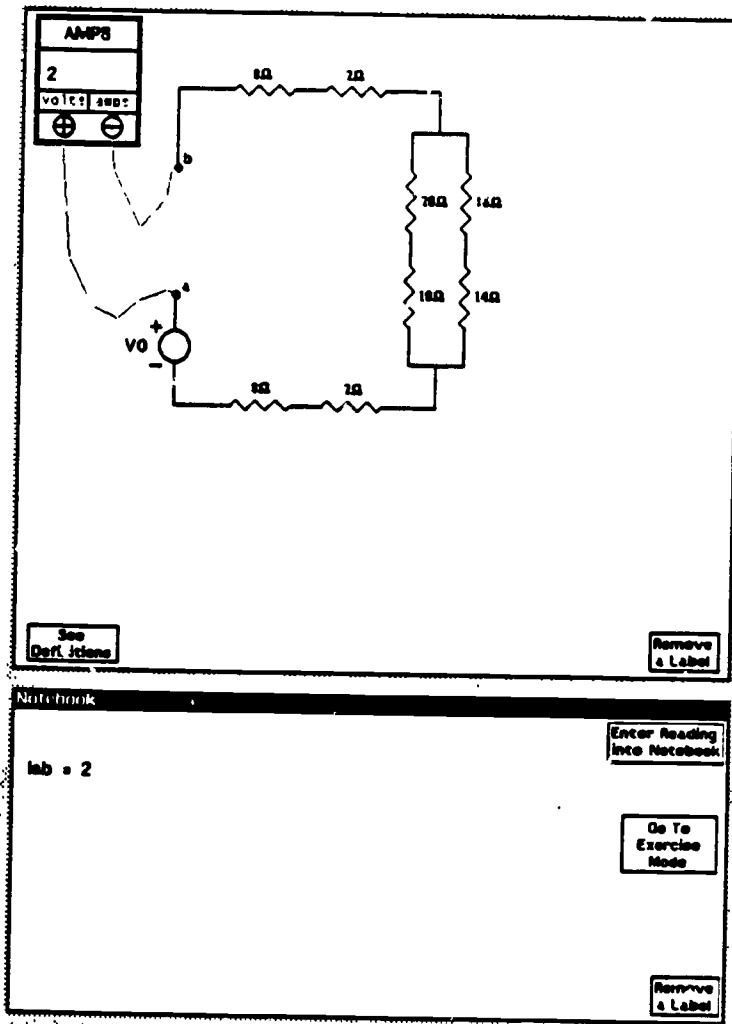 AMPS
2
volts amps
8Ω 2Ω
b
20Ω 16Ω
a
10Ω 14Ω
+
V0
-
8Ω 2Ω
See
Remove
a Label
Notebook
Enter Reading
into Notebook
Iab = 2
Go To
Exercise
Mode
Remove
a Label